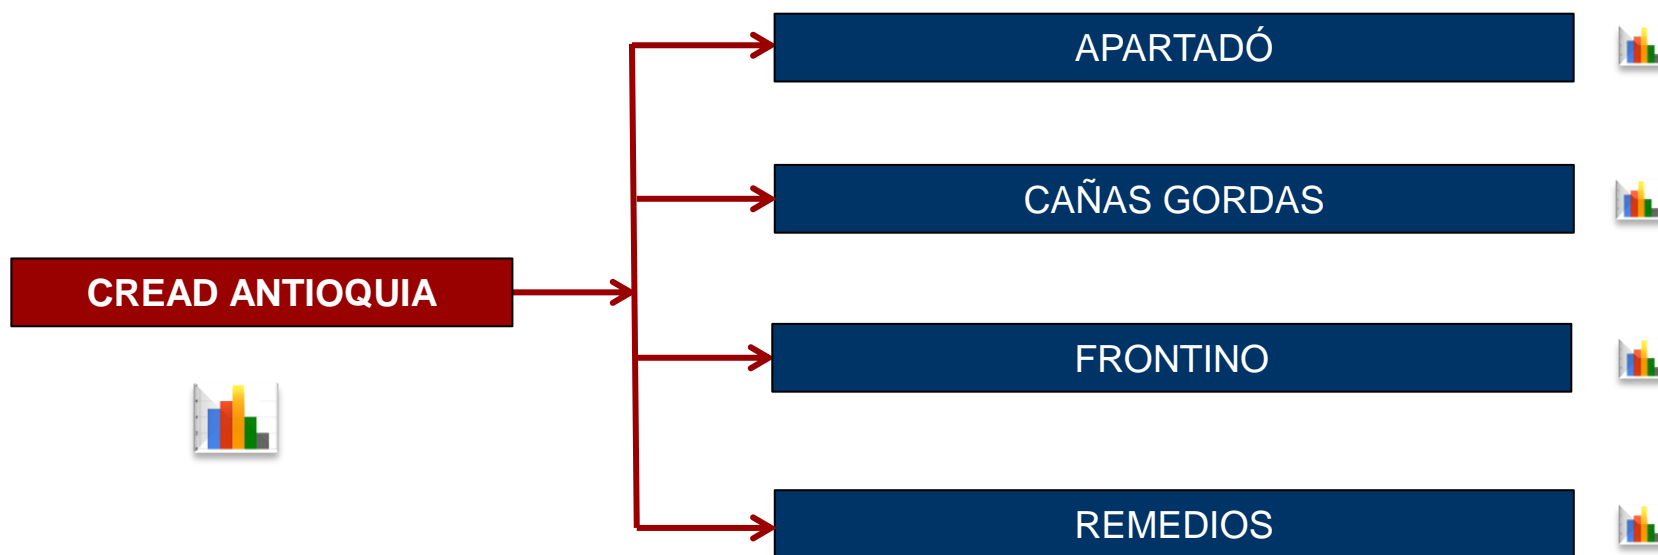 APARTADÓ
CAÑAS GORDAS
CREAD ANTIOQUIA
FRONTINO
REMEDIOS